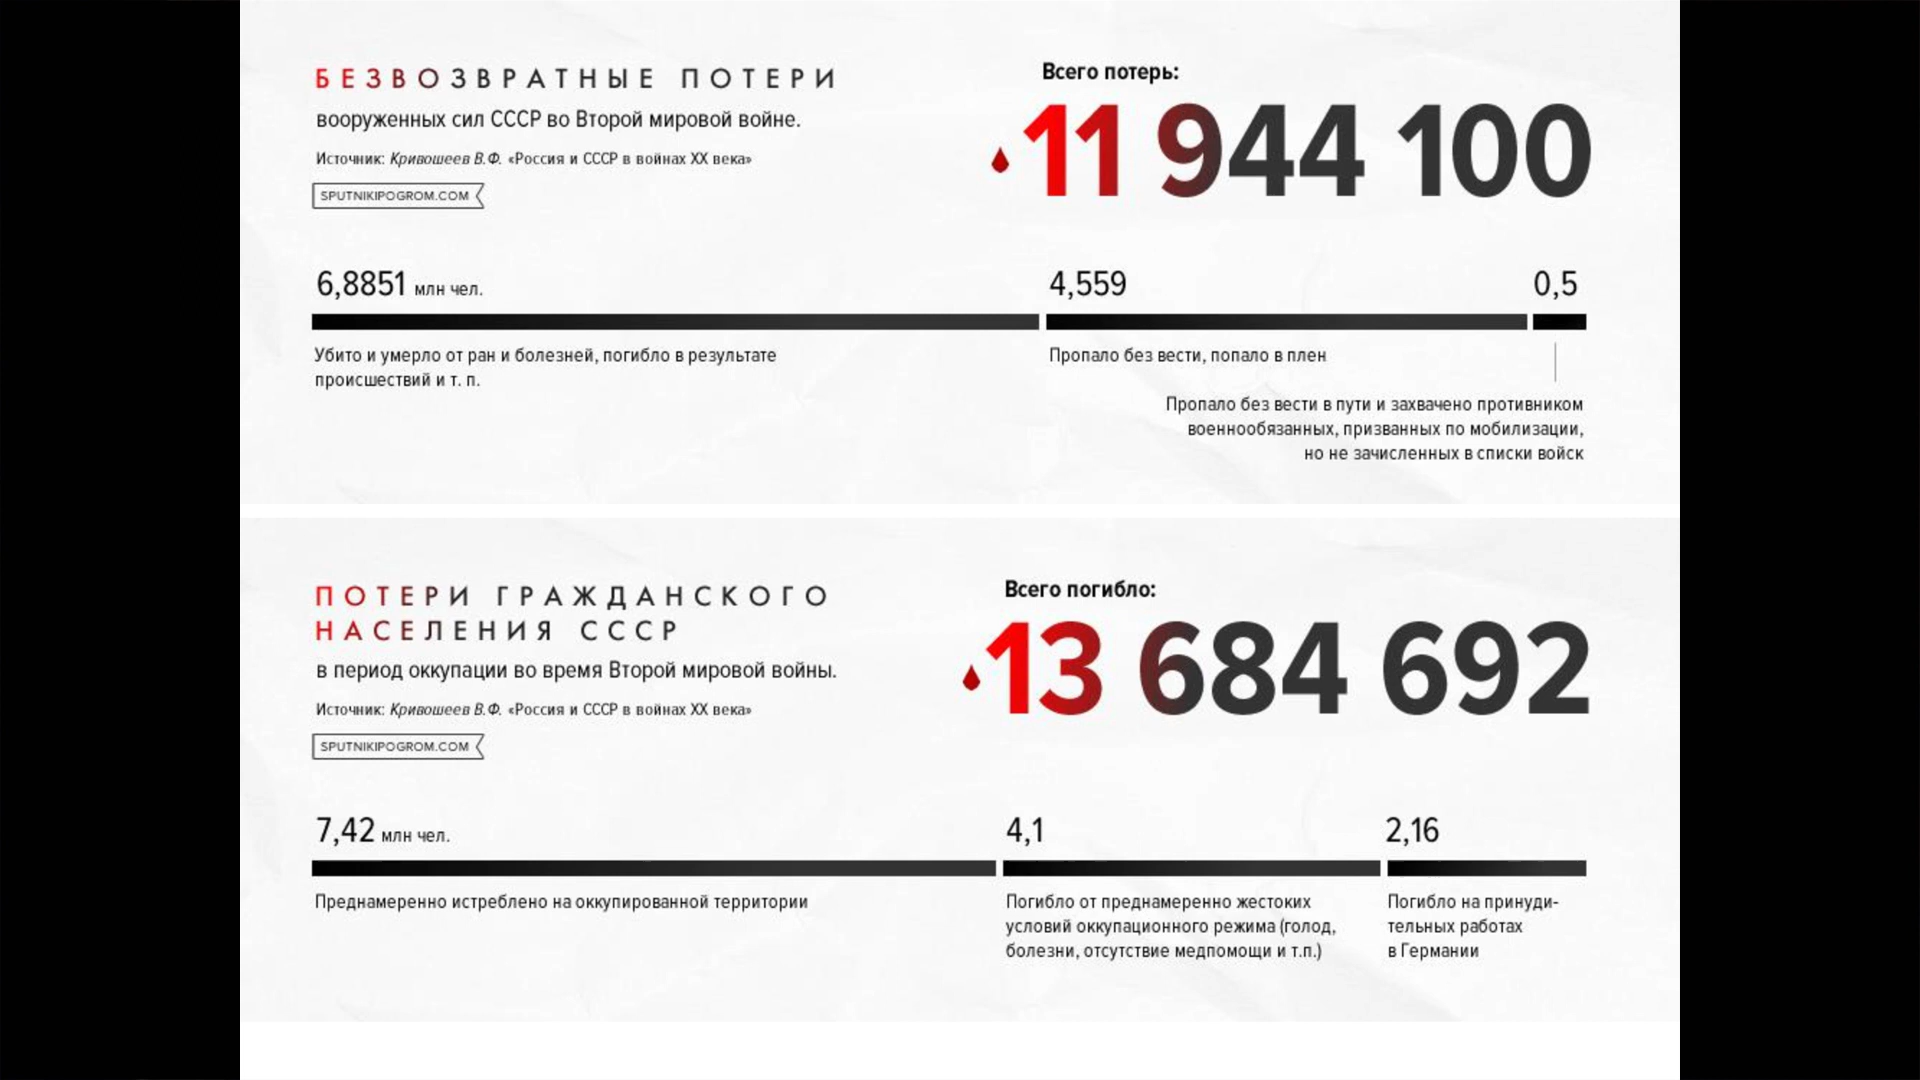 БЕЗВОЗВРАТНЫЕ ПОТЕРИ
вооруженных сил СССР во Второй мировой войне.
Источник: Кривошеев В.Ф. «Россия и СССР в войнах XX века»
SPUTNIKIPOGROM.COM
Всего потерь:
11 944 100
6,8851 млн чел.
Убито и умерло от ран и болезней, погибло в результате
происшествий и т. п.
4,559
Пропало без вести, попало в плен
0,5
Пропало без вести в пути и захвачено противником
военнообязанных, призванных по мобилизации,
но не зачисленных в списки войск
ПОТЕРИ ГРАЖДАНСКОГО
НАСЕЛЕНИЯ СССР
в период оккупации во время Второй мировой войны.
Источник: Кривошеев В.Ф. «Россия и СССР в войнах XX века»
SPUTNIKIPOGROM.COM
Всего погибло:
13 684 692
7,42 млн чел.
Преднамеренно истреблено на оккупированной территории
4,1
Погибло от преднамеренно жестоких
условий оккупационного режима (голод,
болезни, отсутствие медпомощи и т.п.)
2,16
Погибло на принуди-
тельных работах
в Германии